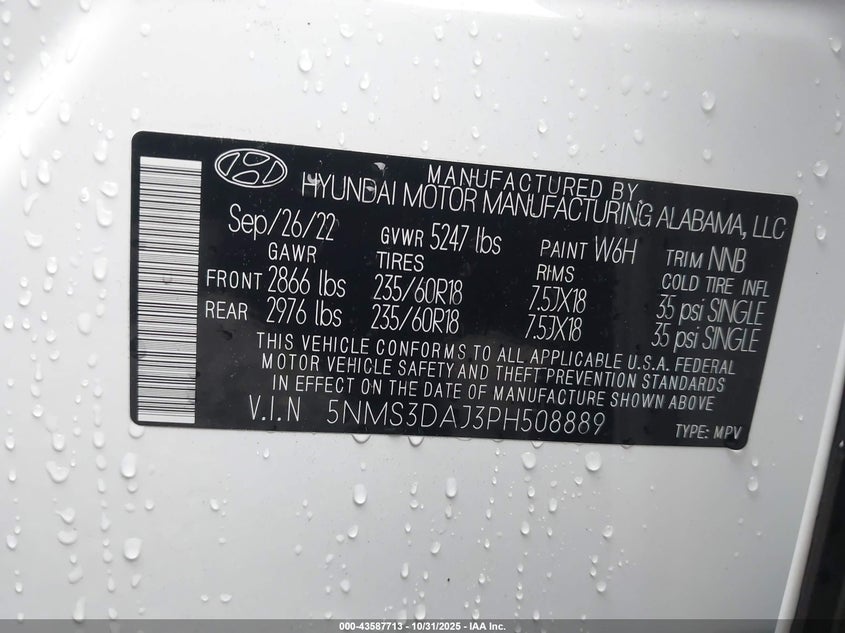 MANUFACTURED BY
HYUNDAI MOTOR MANUFACTURING ALABAMA, LLC
Sep/26/22 GVWR 5247 lbs PAINT W6H TRIM NNB
GAWR TIRES RIMS COLD TIRE INFL
FRONT 2866 lbs 235/60R18 7.5JX18 35 psi SINGLE
REAR 2976 lbs 235/60R18 7.5JX18 35 psi SINGLE
THIS VEHICLE CONFORMS TO ALL APPLICABLE U.S.A. FEDERAL
MOTOR VEHICLE SAFETY AND THEFT PREVENTION STANDARDS
IN EFFECT ON THE DATE OF MANUFACTURE SHOWN ABOVE
V.I.N 5NMS3DAJ3PH508889 TYPE: MPV
000-43587713 - 10/31/2025 - IAA Inc.